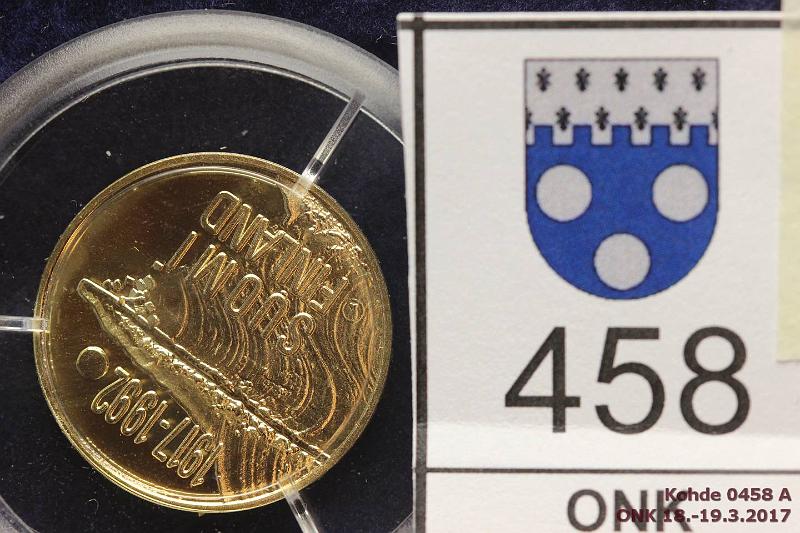 SUOMI
FINLAND
1917-1992
458
ONK
Kohde 0458 A
ONK 18.-19.3.2017